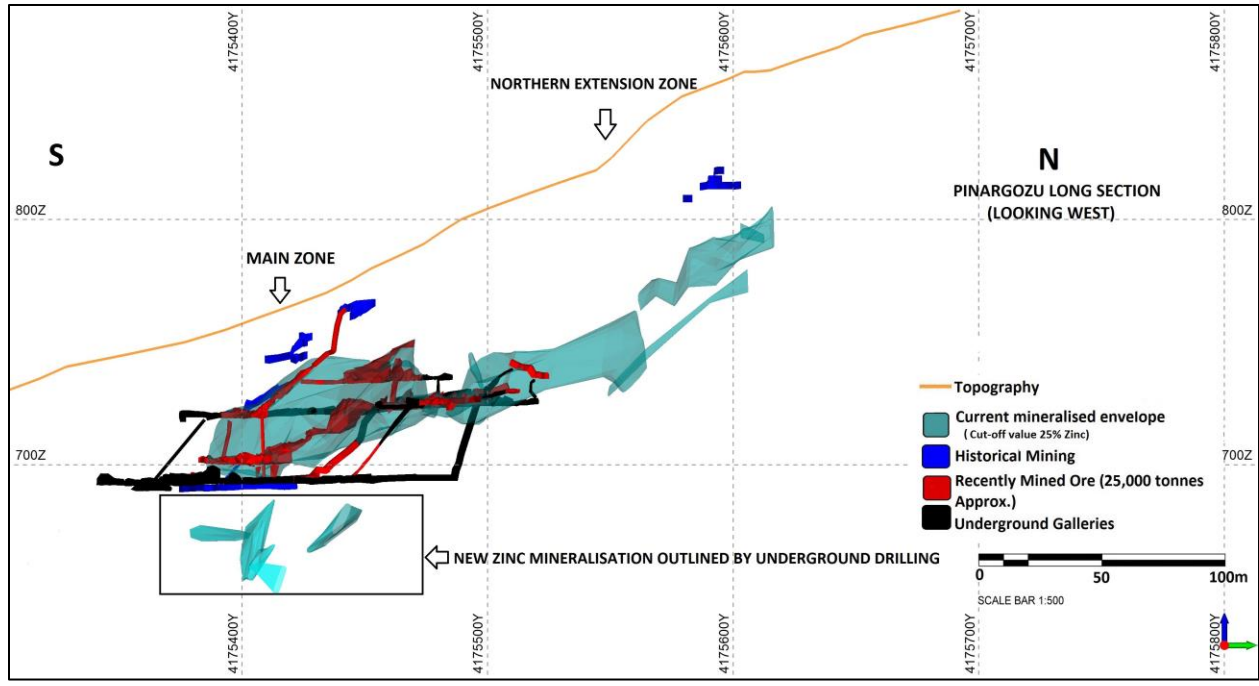 4175400Y
4175500Y
4175600Y
4175700Y
4175800Y
NORTHERN EXTENSION ZONE
S
N
PINARGOZU LONG SECTION
(LOOKING WEST)
800Z
800Z
MAIN ZONE
Topography
Current mineralised envelope
( Cut-off value 25% Zinc)
Historical Mining
Recently Mined Ore (25,000 tonnes
Approx.)
Underground Galleries
700Z
700Z
NEW ZINC MINERALISATION OUTLINED BY UNDERGROUND DRILLING
0 50 100m
SCALE BAR 1:500
4175400Y
4175500Y
4175600Y
4175700Y
4175800Y